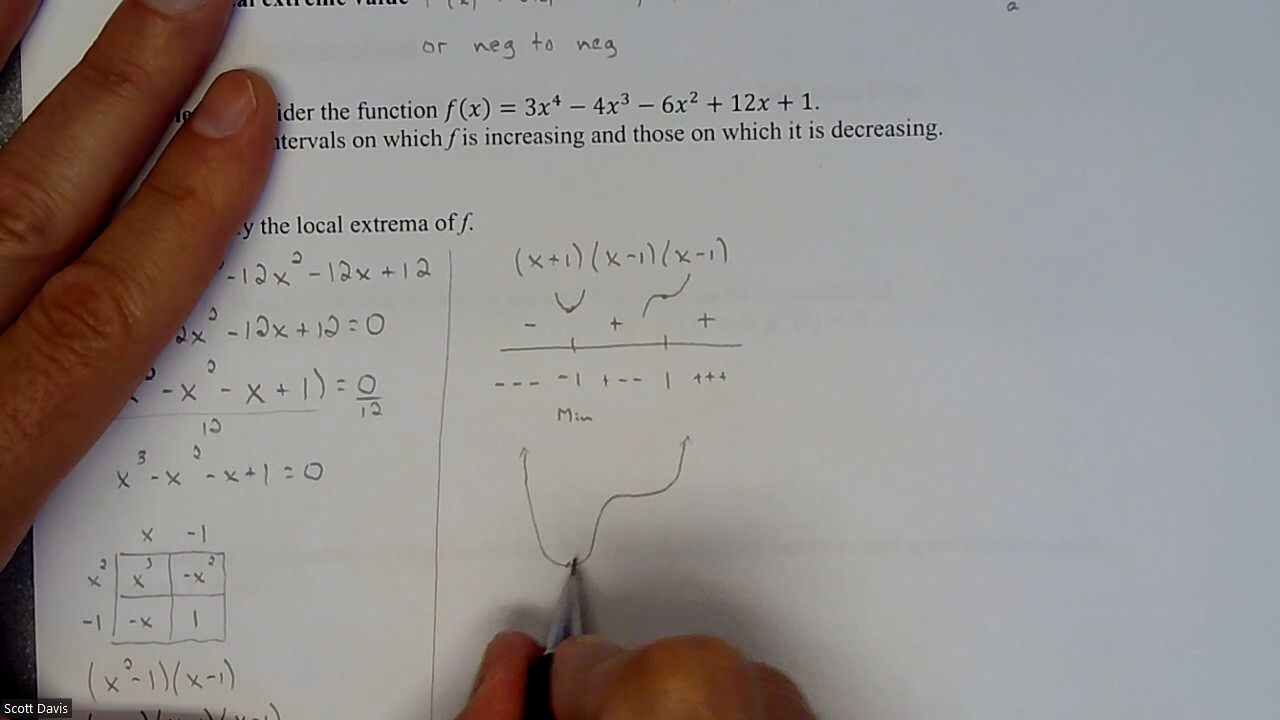 or neg to neg
ider the function f(x) = 3x⁴ − 4x³ − 6x² + 12x + 1.
tervals on which f is increasing and those on which it is decreasing.
y the local extrema of f.
-12x² - 12x + 12
2x² - 12x + 12 = 0
- x² - x + 1) = 0/12
12
x³ - x² - x + 1 = 0
x -1
x² x³ -x²
-1 -x 1
(x² - 1)(x - 1)
(x+1)(x-1)(x-1)
- + +
--- -1 +-- 1 +++
Min
Scott Davis